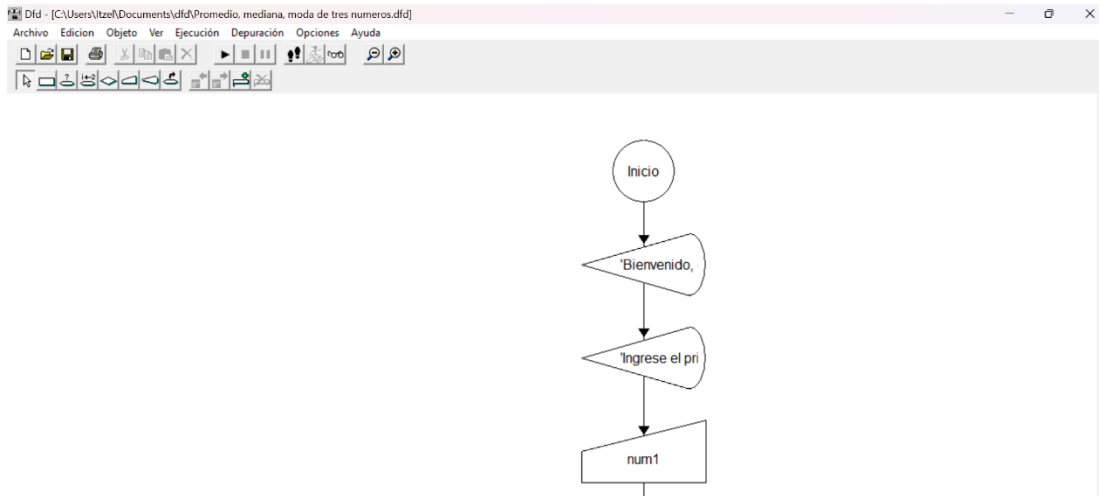 Dfd - [C:\Users\Itzel\Documents\dfd\Promedio, mediana, moda de tres numeros.dfd]
Archivo Edicion Objeto Ver Ejecución Depuración Opciones Ayuda
Inicio
'Bienvenido,
'Ingrese el pri
num1